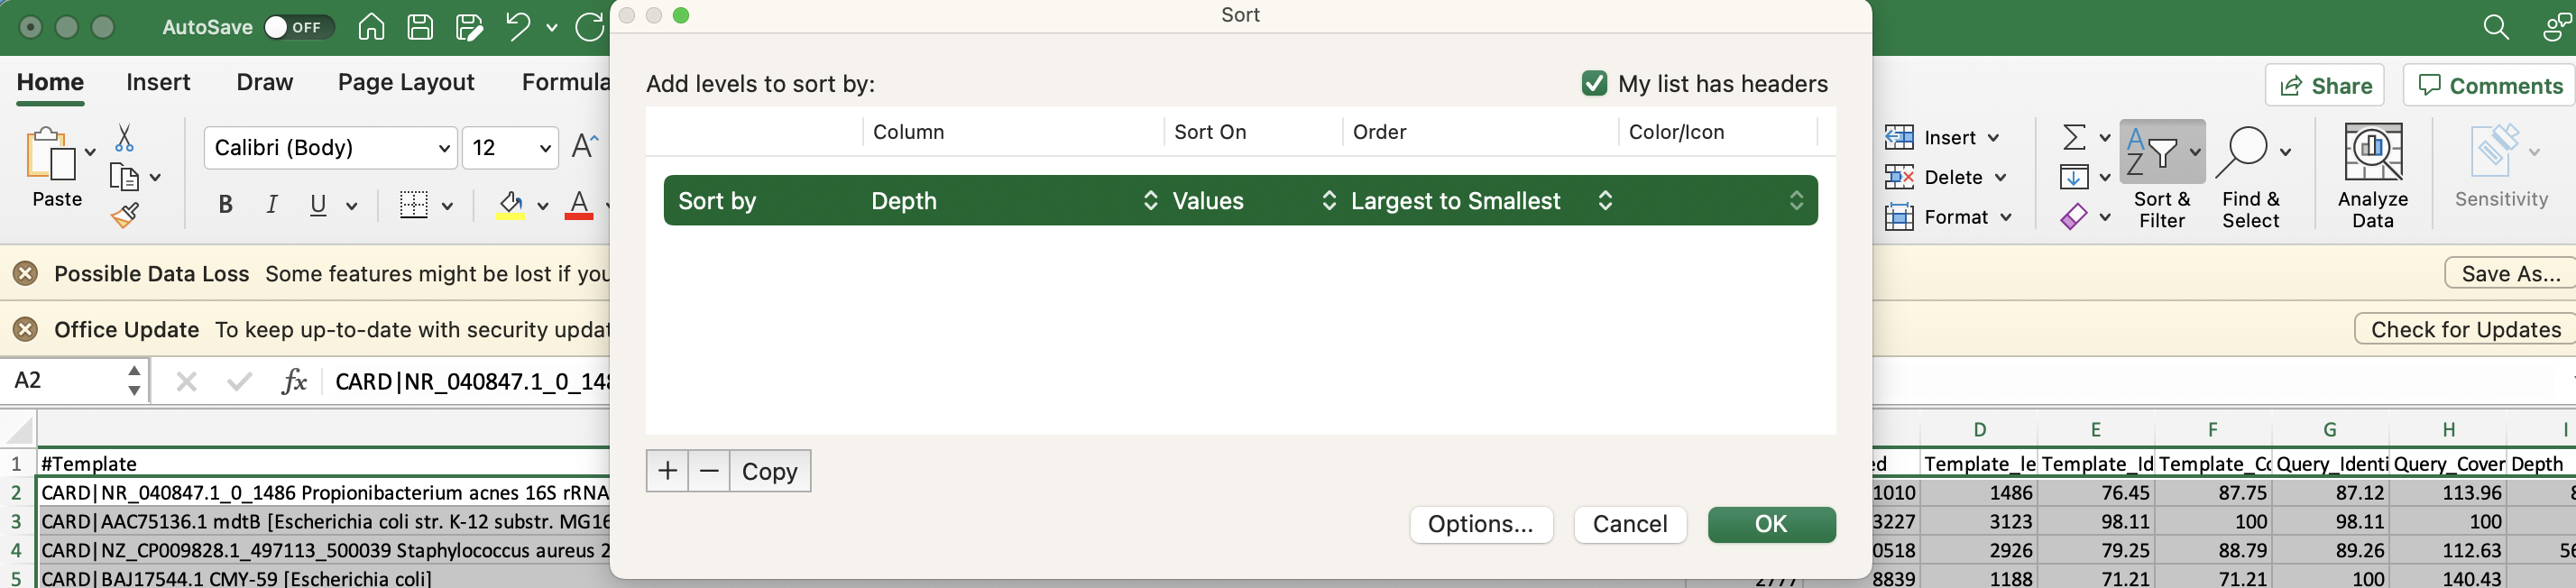 AutoSave OFF
Sort
Home Insert Draw Page Layout Formula
Share Comments
Add levels to sort by:
My list has headers
Column Sort On Order Color/Icon
Sort by Depth Values Largest to Smallest
Paste
Calibri (Body) 12 A
B I U A
Insert
Delete
Format
Sort &
Filter
Find &
Select
Analyze
Data
Sensitivity
Possible Data Loss Some features might be lost if you
Save As...
Office Update To keep up-to-date with security updat
Check for Updates
A2 fx CARD|NR_040847.1_0_148
+ − Copy
Options... Cancel OK
D E F G H I
1 #Template ed Template_le Template_Id Template_Co Query_Identi Query_Cover Depth
2 CARD|NR_040847.1_0_1486 Propionibacterium acnes 16S rRNA 1010 1486 76.45 87.75 87.12 113.96
3 CARD|AAC75136.1 mdtB [Escherichia coli str. K-12 substr. MG16 3227 3123 98.11 100 98.11 100
4 CARD|NZ_CP009828.1_497113_500039 Staphylococcus aureus 2 0518 2926 79.25 88.79 89.26 112.63 56
5 CARD|BAJ17544.1 CMY-59 [Escherichia coli] 2777 8839 1188 71.21 71.21 100 140.43